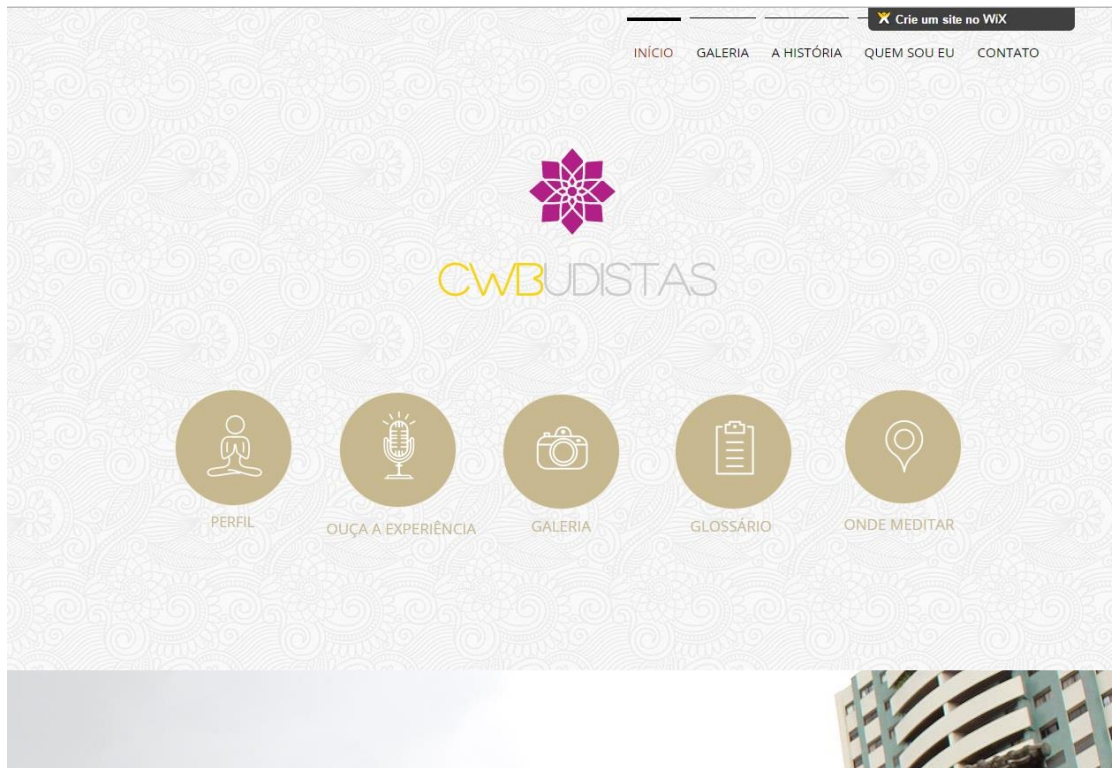 Crie um site no WiX
INÍCIO GALERIA A HISTÓRIA QUEM SOU EU CONTATO
CWBUDISTAS
PERFIL OUÇA A EXPERIÊNCIA GALERIA GLOSSÁRIO ONDE MEDITAR